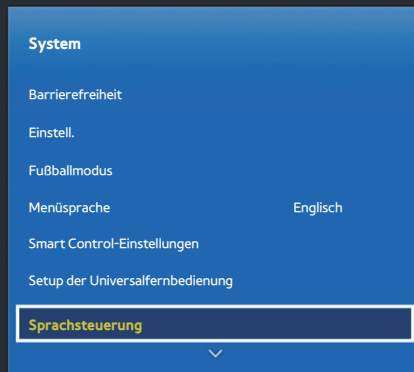 System
Barrierefreiheit
Einstell.
Fußballmodus
Menüsprache Englisch
Smart Control-Einstellungen
Setup der Universalfernbedienung
Sprachsteuerung